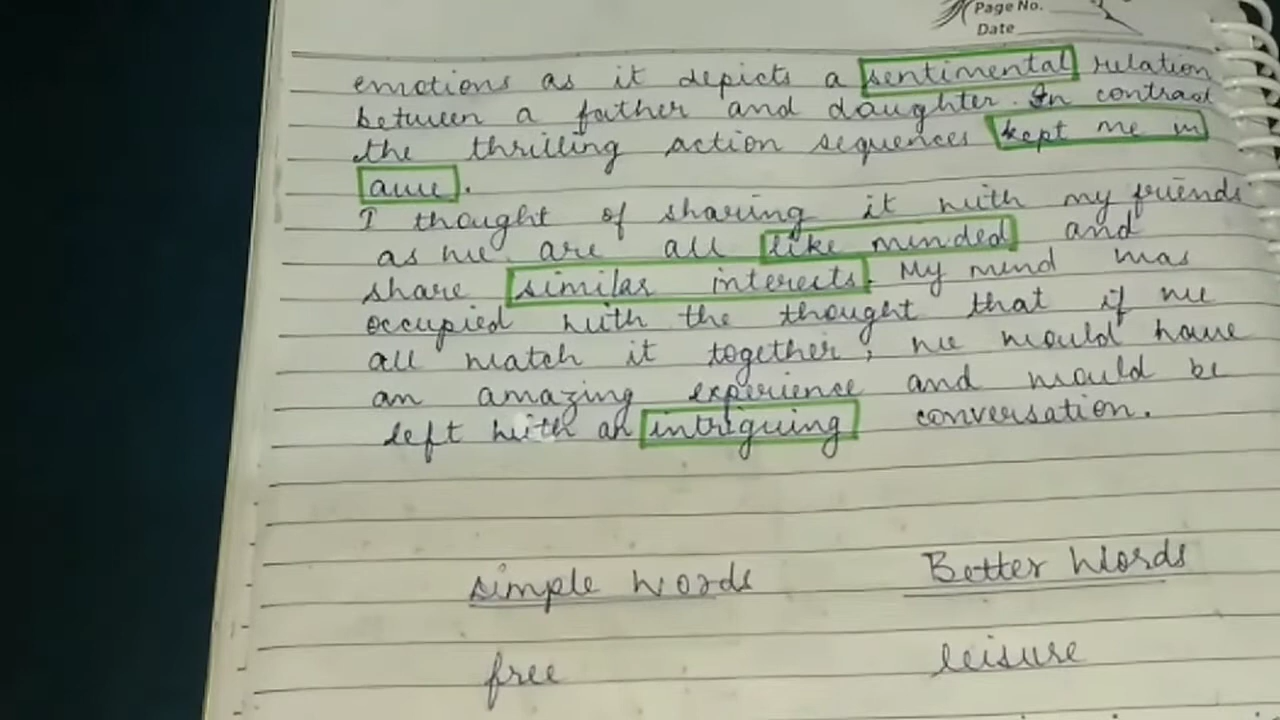 Page No.
Date
emotions as it depicts a sentimental relation
between a father and daughter. In contrad
the thrilling action sequences kept me in
awe.
I thought of sharing it with my friends
as we are all like minded and
share similar interests. My mind was
occupied with the thought that if we
all watch it together, we would have
an amazing experience and would be
left with an intriguing conversation.
simple words Better Words
free leisure